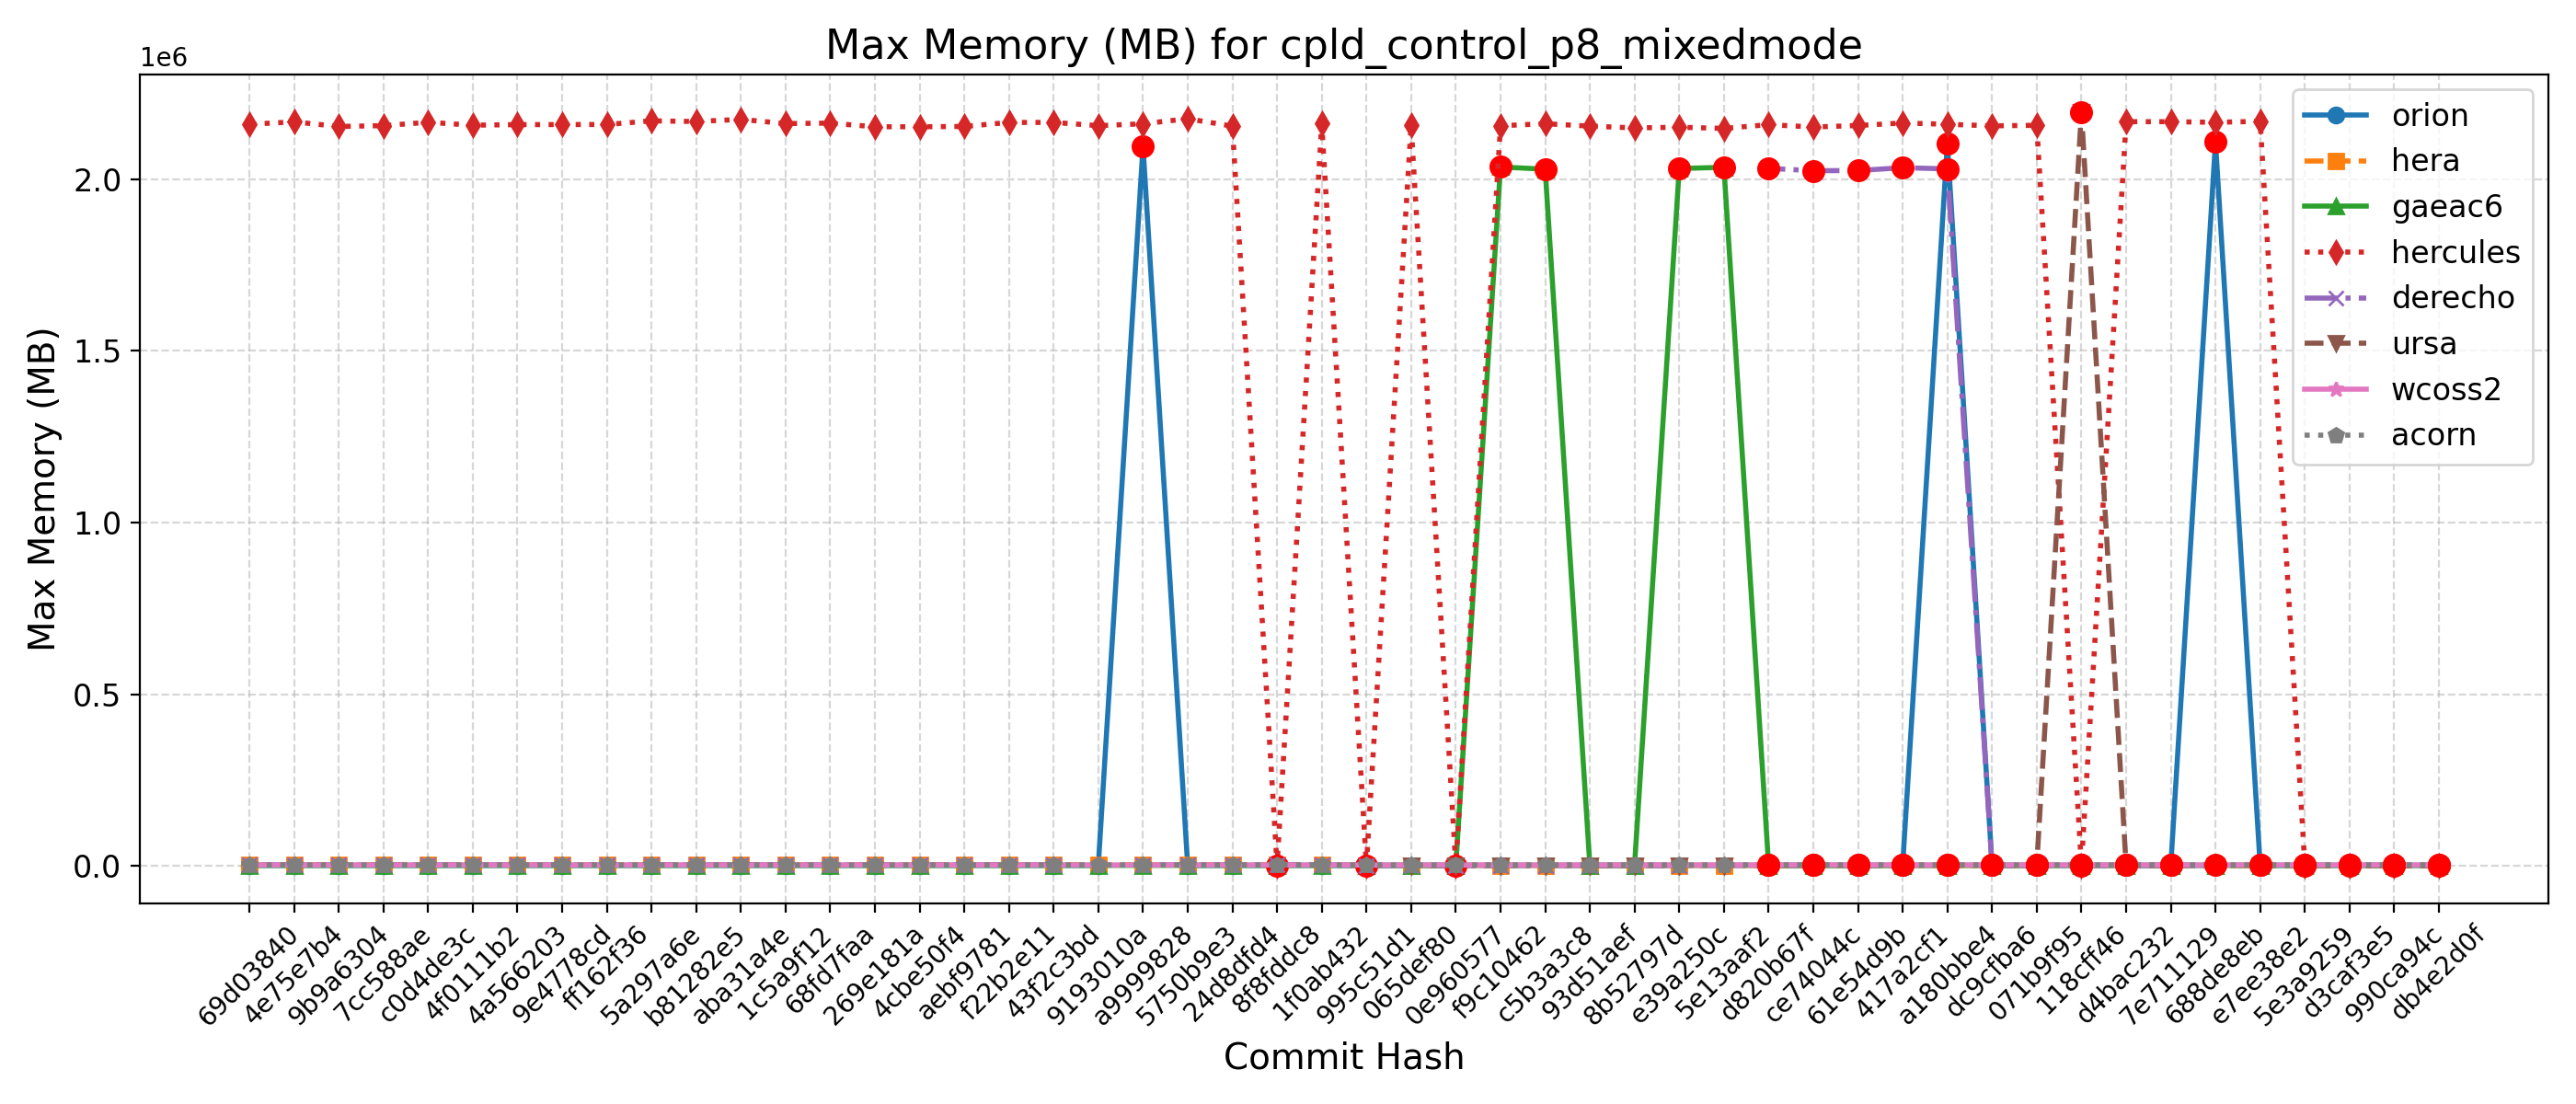 Max Memory (MB) for cpld_control_p8_mixedmode
1e6
Max Memory (MB)
2.0
1.5
1.0
0.5
0.0
orion
hera
gaeac6
hercules
derecho
ursa
wcoss2
acorn
69d03840
4e75e7b4
9b9a6304
7cc588ae
c0d4de3c
4f0111b2
4a566203
9e4778cd
ff162f36
5a297a6e
b81282e5
aba31a4e
1c5a9f12
68fd7faa
269e181a
4cbe50f4
aebf9781
f22b2e11
43f2c3bd
9193010a
a9999828
5750b9e3
24d8dfd4
8f8fddc8
1f0ab432
995c51d1
065def80
0e960577
f9c10462
c5b3a3c8
93d51aef
8b52797d
e39a250c
5e13aaf2
d820b67f
ce74044c
61e54d9b
417a2cf1
a180bbe4
dc9cfba6
071b9f95
118cff46
d4bac232
7e711129
688de8eb
e7ee38e2
5e3a9259
d3caf3e5
990ca94c
db4e2d0f
Commit Hash